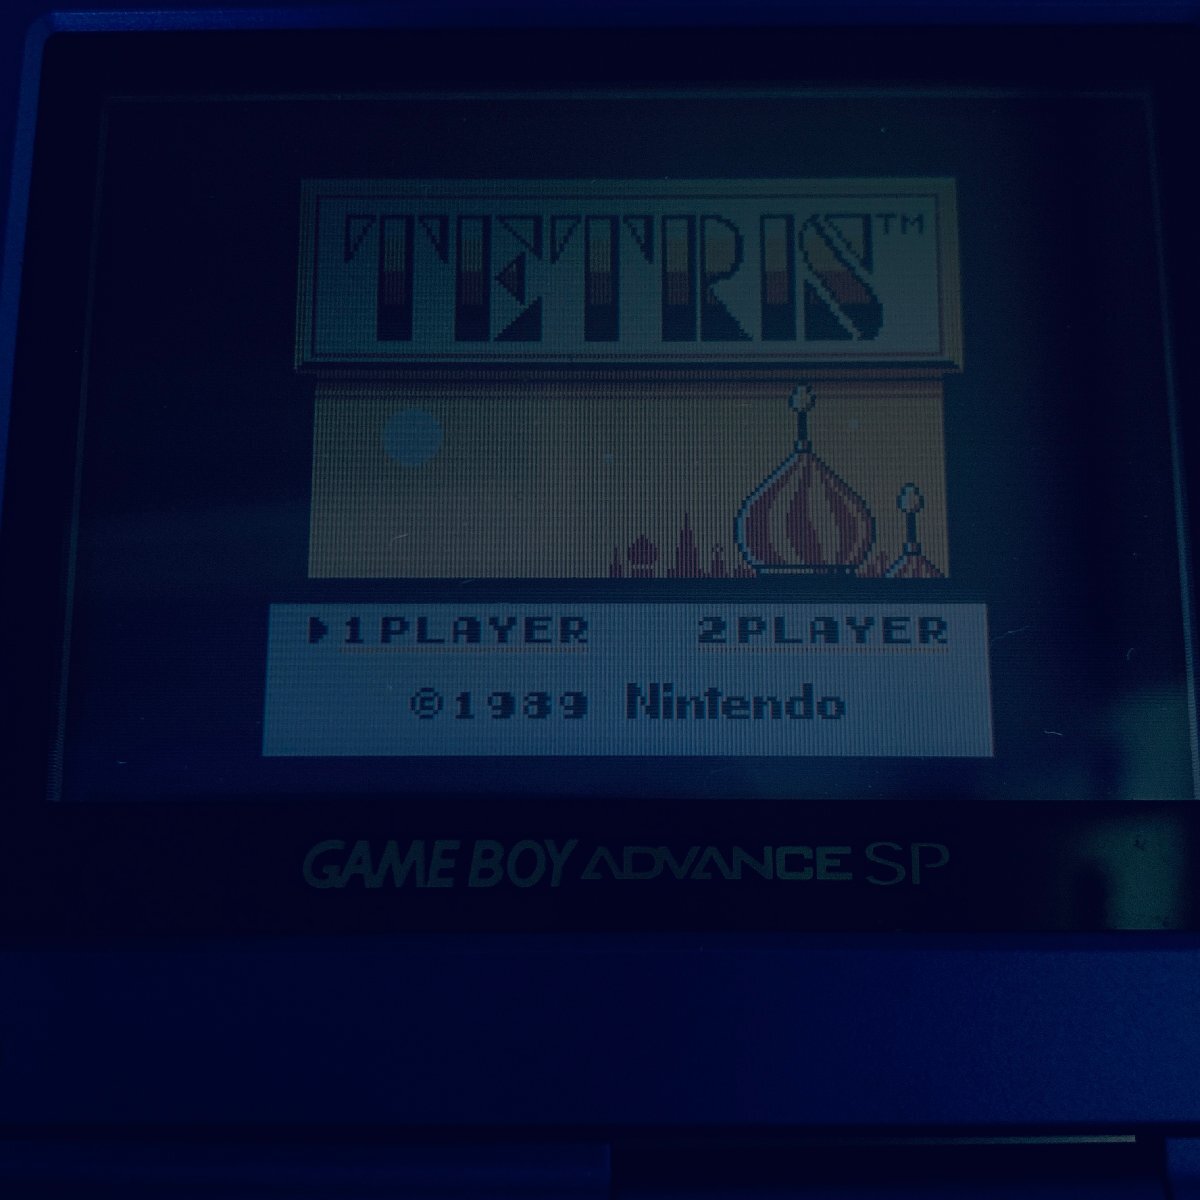 TETRIS™
1PLAYER 2PLAYER
©1989 Nintendo
GAME BOY ADVANCE SP